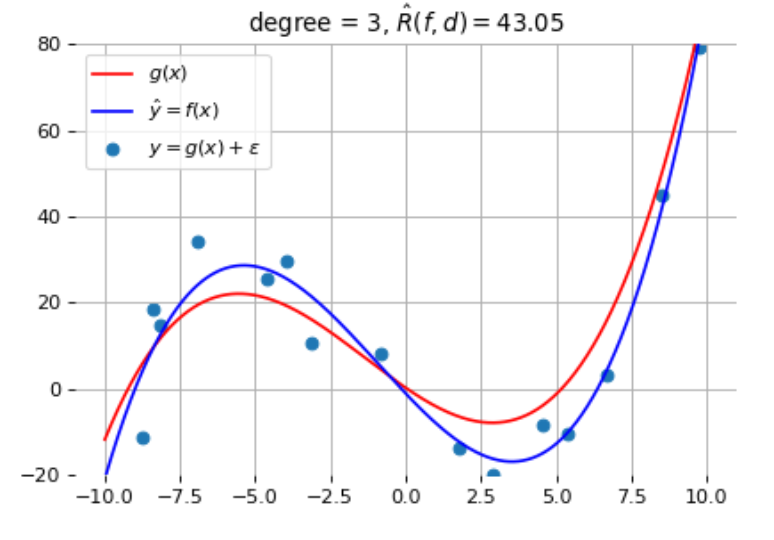 degree = 3, R̂(f, d) = 43.05
g(x)
ŷ = f(x)
y = g(x) + ε
80
60
40
20
0
−20
−10.0 −7.5 −5.0 −2.5 0.0 2.5 5.0 7.5 10.0